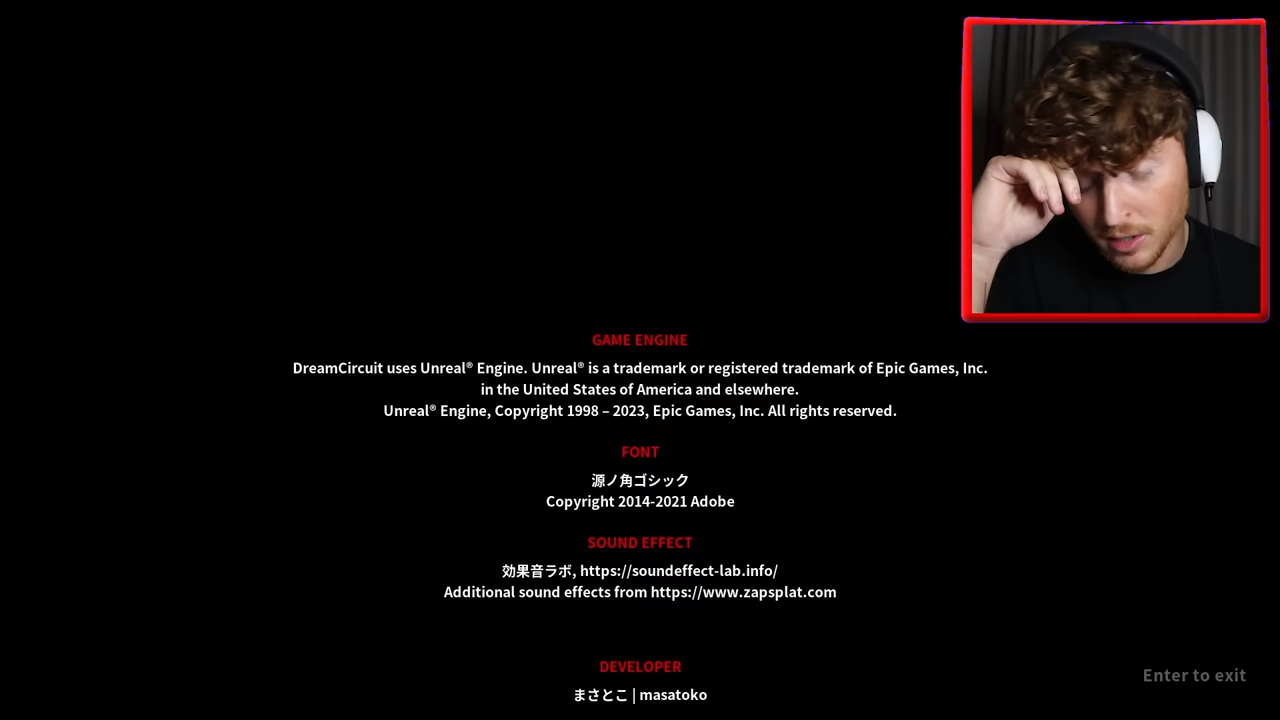 GAME ENGINE
DreamCircuit uses Unreal® Engine. Unreal® is a trademark or registered trademark of Epic Games, Inc.
in the United States of America and elsewhere.
Unreal® Engine, Copyright 1998 – 2023, Epic Games, Inc. All rights reserved.
FONT
源ノ角ゴシック
Copyright 2014-2021 Adobe
SOUND EFFECT
効果音ラボ, https://soundeffect-lab.info/
Additional sound effects from https://www.zapsplat.com
DEVELOPER
まさとこ | masatoko
Enter to exit